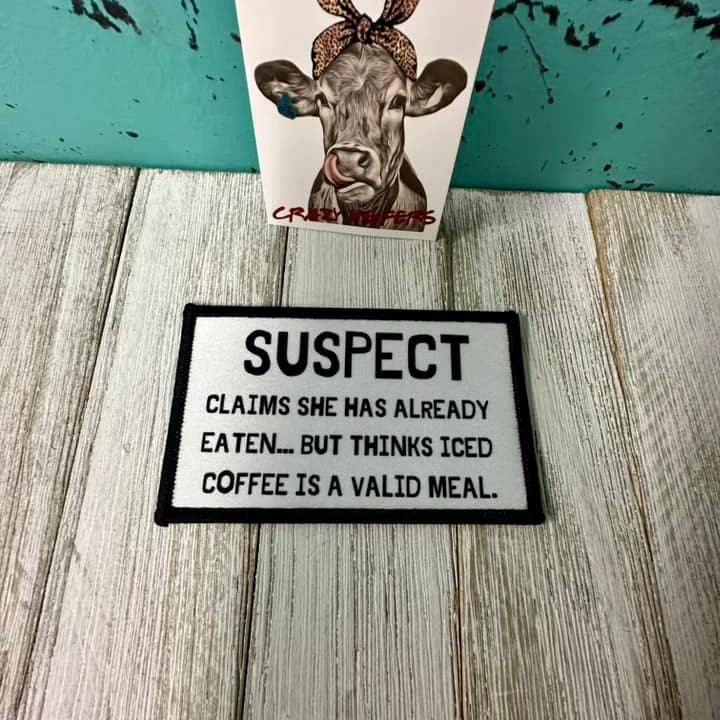 CRAZY HEIFERS
SUSPECT
CLAIMS SHE HAS ALREADY
EATEN... BUT THINKS ICED
COFFEE IS A VALID MEAL.